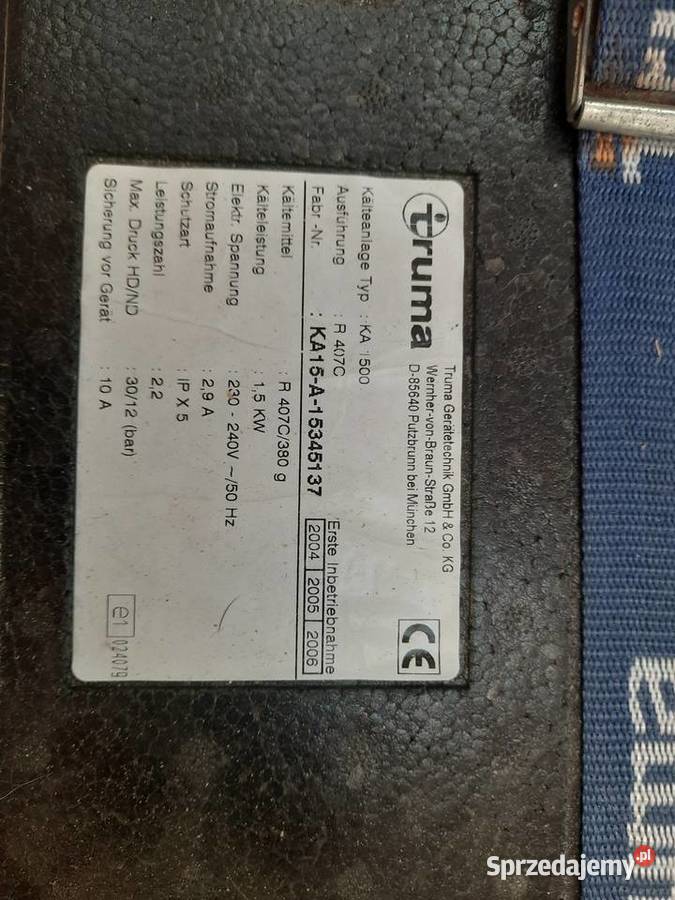 truma
Truma Gerätetechnik GmbH & Co. KG
Wernher-von-Braun-Straße 12
D-85640 Putzbrunn bei München
CE
Kälteanlage Typ : KA 1500
Ausführung : R 407C
Fabr.-Nr. : KA15-A-15345137
Erste Inbetriebnahme
2004 2005 2006
Kältemittel : R 407C/380 g
Kälteleistung : 1,5 KW
Elektr. Spannung : 230 - 240V ~/50 Hz
Stromaufnahme : 2,9 A
Schutzart : IP X 5
Leistungszahl : 2,2
Max. Druck HD/ND : 30/12 (bar)
Sicherung vor Gerät : 10 A
e1 024079
Sprzedajemy.pl